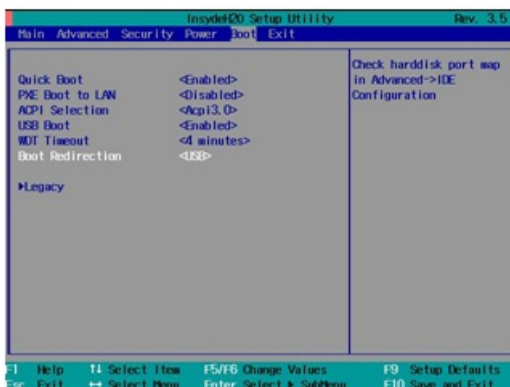 InsydeH2O Setup Utility Rev. 3.5
Main Advanced Security Power Boot Exit
Quick Boot <Enabled>
PXE Boot to LAN <Disabled>
ACPI Selection <Acpi3.0>
USB Boot <Enabled>
WDT Timeout <4 minutes>
Boot Redirection <USB>
▶Legacy
Check harddisk port map
in Advanced->IDE
Configuration
F1 Help ↑↓ Select Item F5/F6 Change Values F9 Setup Defaults
Esc Exit ↔ Select Menu Enter Select ▶ SubMenu F10 Save and Exit